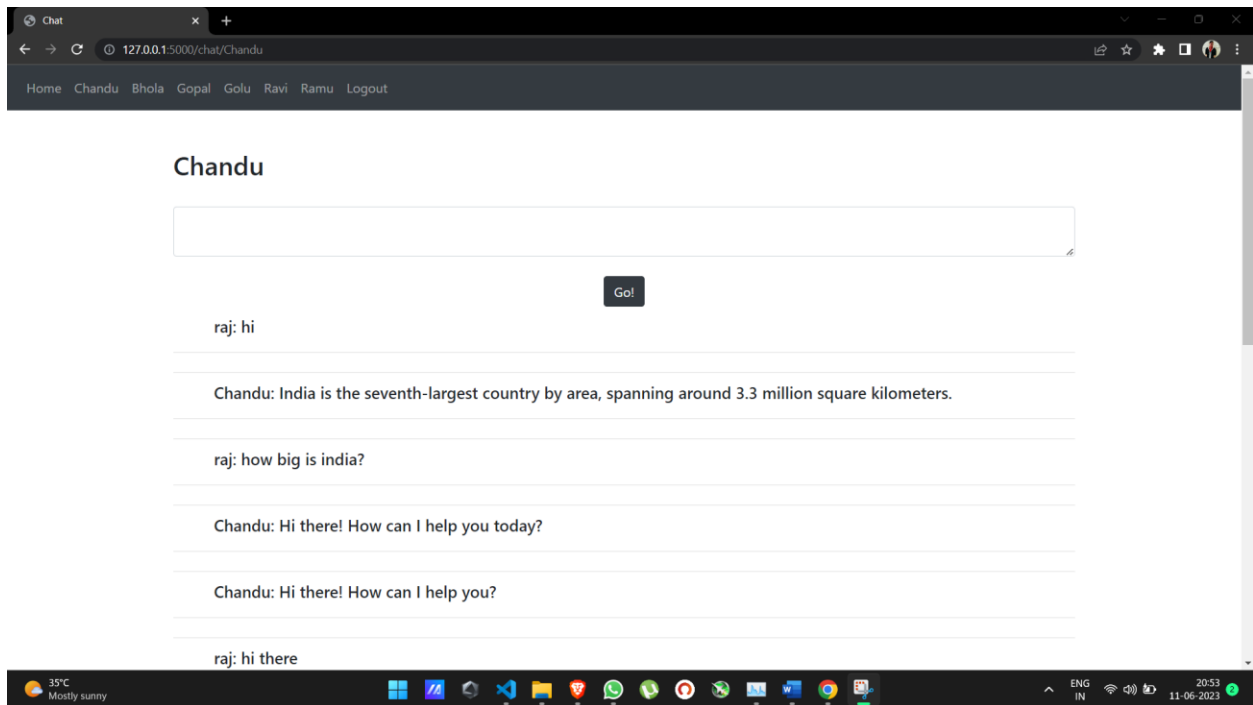 Chat
127.0.0.1:5000/chat/Chandu
Home Chandu Bhola Gopal Golu Ravi Ramu Logout
Chandu
Go!
raj: hi
Chandu: India is the seventh-largest country by area, spanning around 3.3 million square kilometers.
raj: how big is india?
Chandu: Hi there! How can I help you today?
Chandu: Hi there! How can I help you?
raj: hi there
35°C
Mostly sunny
ENG
IN
20:53
11-06-2023
2